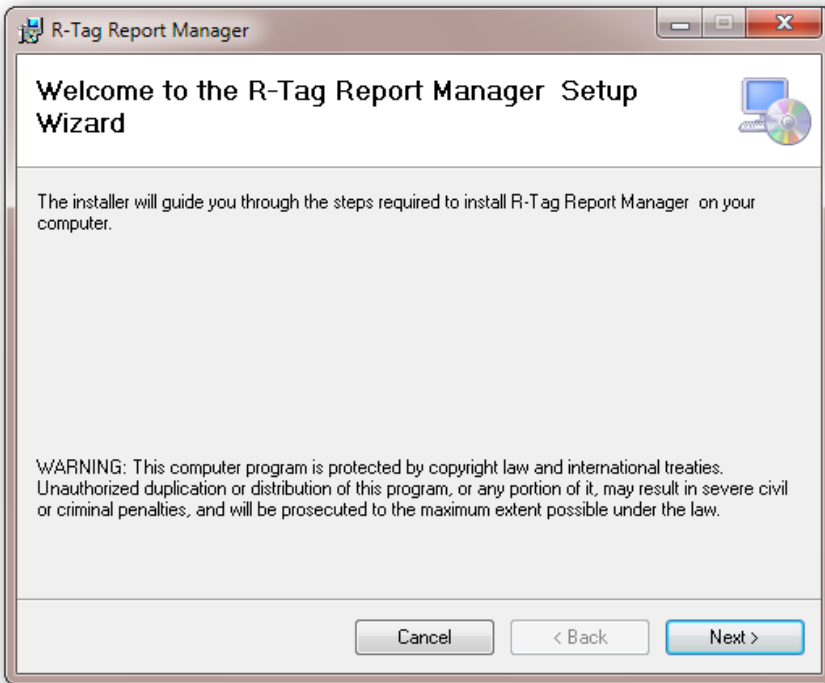 R-Tag Report Manager
Welcome to the R-Tag Report Manager  Setup
Wizard
The installer will guide you through the steps required to install R-Tag Report Manager  on your
computer.
WARNING: This computer program is protected by copyright law and international treaties.
Unauthorized duplication or distribution of this program, or any portion of it, may result in severe civil
or criminal penalties, and will be prosecuted to the maximum extent possible under the law.
Cancel
< Back
Next >